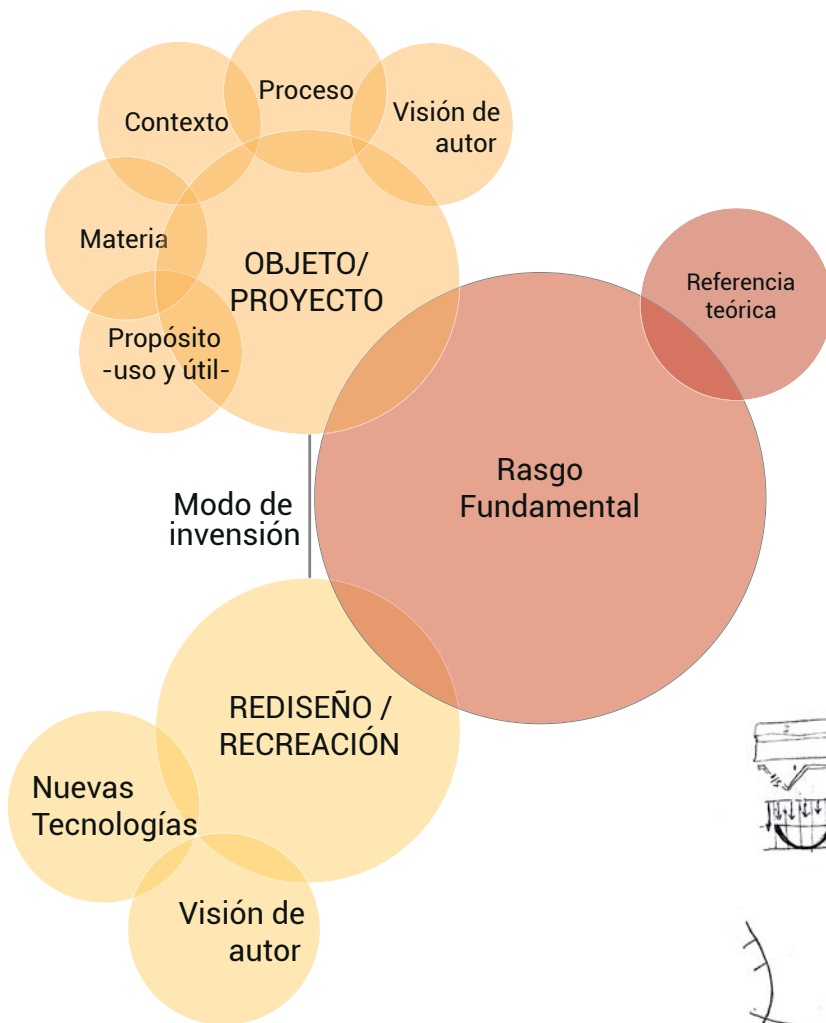 Proceso
Contexto
Visión de
autor
Materia
OBJETO/
PROYECTO
Propósito
-uso y útil-
Referencia
teórica
Rasgo
Fundamental
Modo de
invensión
REDISEÑO /
RECREACIÓN
Nuevas
Tecnologías
Visión de
autor